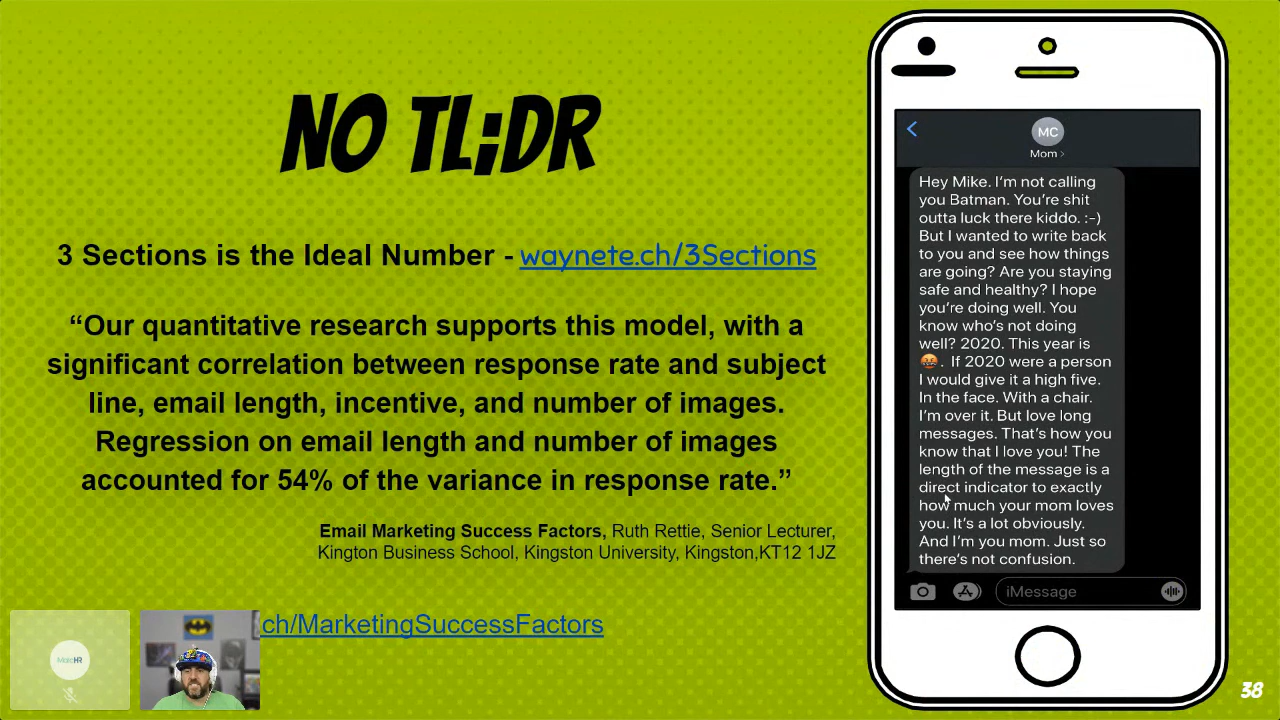 NO TL;DR
3 Sections is the Ideal Number - waynete.ch/3Sections
“Our quantitative research supports this model, with a
significant correlation between response rate and subject
line, email length, incentive, and number of images.
Regression on email length and number of images
accounted for 54% of the variance in response rate.”
Email Marketing Success Factors, Ruth Rettie, Senior Lecturer,
Kington Business School, Kingston University, Kingston,KT12 1JZ
ch/MarketingSuccessFactors
MC
Mom
Hey Mike. I’m not calling
you Batman. You’re shit
outta luck there kiddo. :-)
But I wanted to write back
to you and see how things
are going? Are you staying
safe and healthy? I hope
you’re doing well. You
know who’s not doing
well? 2020. This year is
🤬. If 2020 were a person
I would give it a high five.
In the face. With a chair.
I’m over it. But love long
messages. That’s how you
know that I love you! The
length of the message is a
direct indicator to exactly
how much your mom loves
you. It’s a lot obviously.
And I’m you mom. Just so
there’s not confusion.
iMessage
38